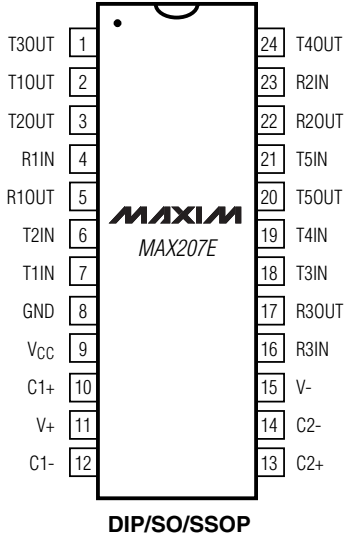 T3OUT 1 24 T4OUT
T1OUT 2 23 R2IN
T2OUT 3 22 R2OUT
R1IN 4 21 T5IN
R1OUT 5 20 T5OUT
MAXIM
T2IN 6 19 T4IN
MAX207E
T1IN 7 18 T3IN
GND 8 17 R3OUT
VCC 9 16 R3IN
C1+ 10 15 V-
V+ 11 14 C2-
C1- 12 13 C2+
DIP/SO/SSOP